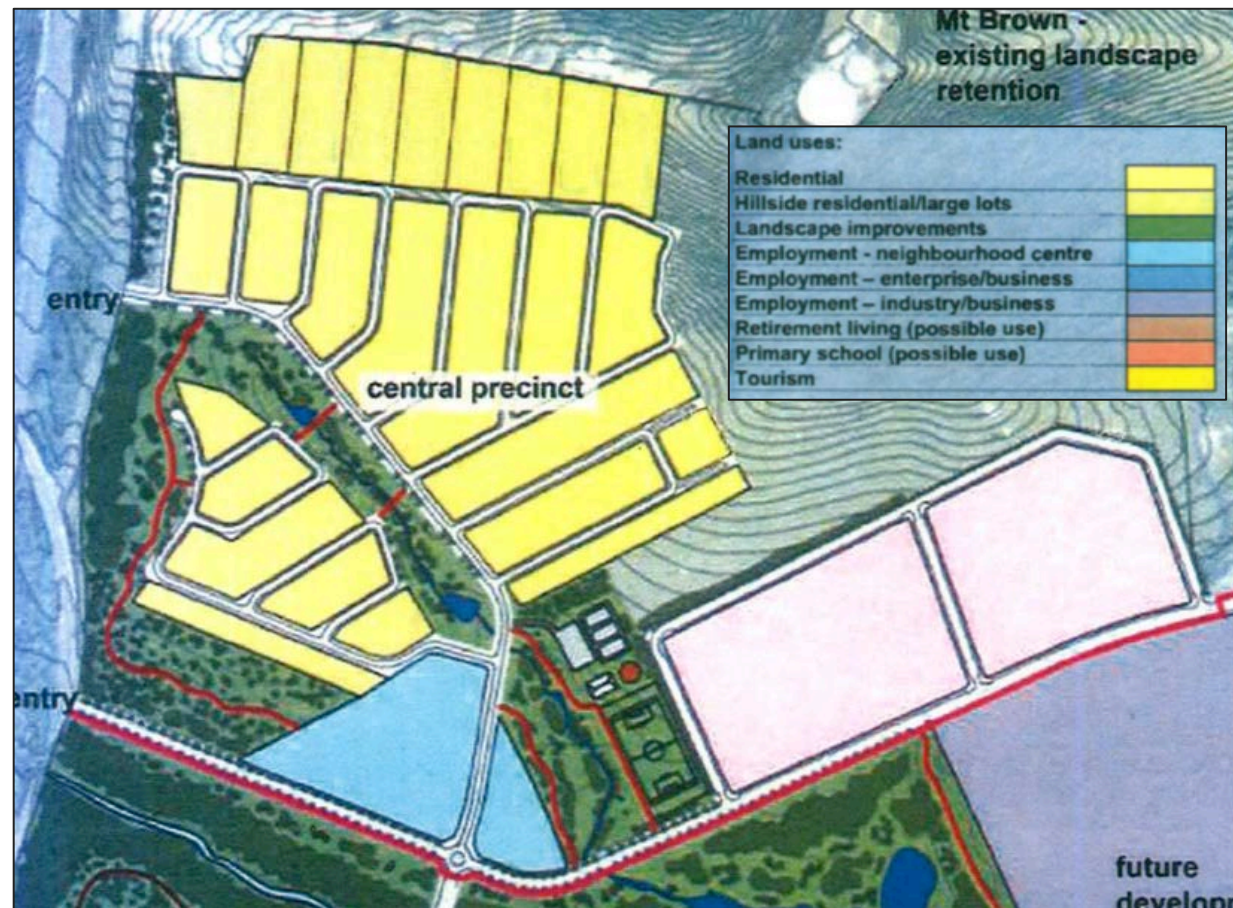 Mt Brown -
existing landscape
retention
Land uses:
Residential
Hillside residential/large lots
Landscape improvements
Employment - neighbourhood centre
Employment – enterprise/business
Employment – industry/business
Retirement living (possible use)
Primary school (possible use)
Tourism
entry
central precinct
entry
future
developm